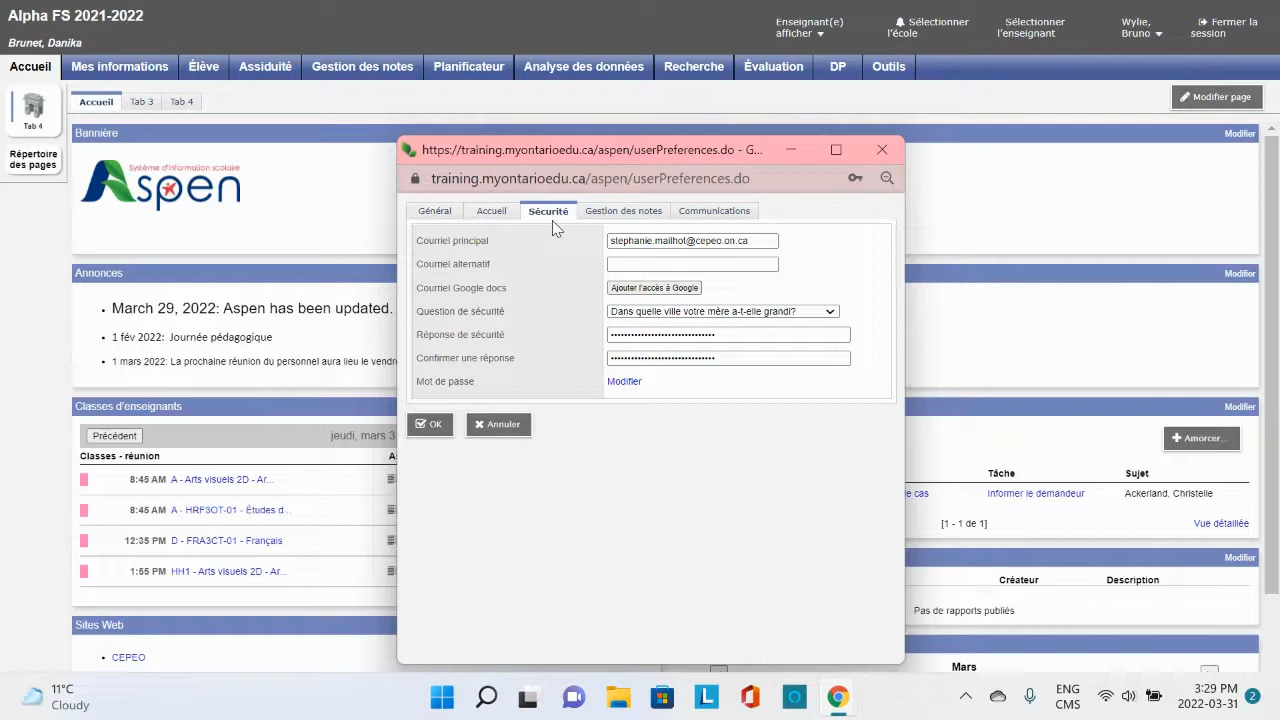 Alpha FS 2021-2022
Brunet, Danika
Enseignant(e) afficher
Sélectionner l'école
Sélectionner l'enseignant
Wylie, Bruno
Fermer la session
Accueil Mes informations Élève Assiduité Gestion des notes Planificateur Analyse des données Recherche Évaluation DP Outils
Tab 4
Répertoire des pages
Accueil Tab 3 Tab 4
Modifier page
Bannière Modifier
Système d'information scolaire
Aspen
Annonces Modifier
March 29, 2022: Aspen has been updated.
1 fév 2022: Journée pédagogique
1 mars 2022: La prochaine réunion du personnel aura lieu le vendre
Classes d'enseignants Modifier
Précédent jeudi, mars 3
Classes - réunion A
8:45 AM A - Arts visuels 2D - Ar...
8:45 AM A - HRF3OT-01 - Études d...
12:35 PM D - FRA3CT-01 - Français
1:55 PM HH1 - Arts visuels 2D - Ar...
Sites Web
CEPEO
https://training.myontarioedu.ca/aspen/userPreferences.do - G...
training.myontarioedu.ca/aspen/userPreferences.do
Général Accueil Sécurité Gestion des notes Communications
Courriel principal stephanie.mailhot@cepeo.on.ca
Courriel alternatif
Courriel Google docs Ajouter l'accès à Google
Question de sécurité Dans quelle ville votre mère a-t-elle grandi?
Réponse de sécurité
Confirmer une réponse
Mot de passe Modifier
OK Annuler
Amorcer...
Tâche Sujet
le cas Informer le demandeur Ackerland, Christelle
[1 - 1 de 1] Vue détaillée
Modifier
Créateur Description
Pas de rapports publiés
Mars
11°C
Cloudy
ENG
CMS
3:29 PM
2022-03-31
2